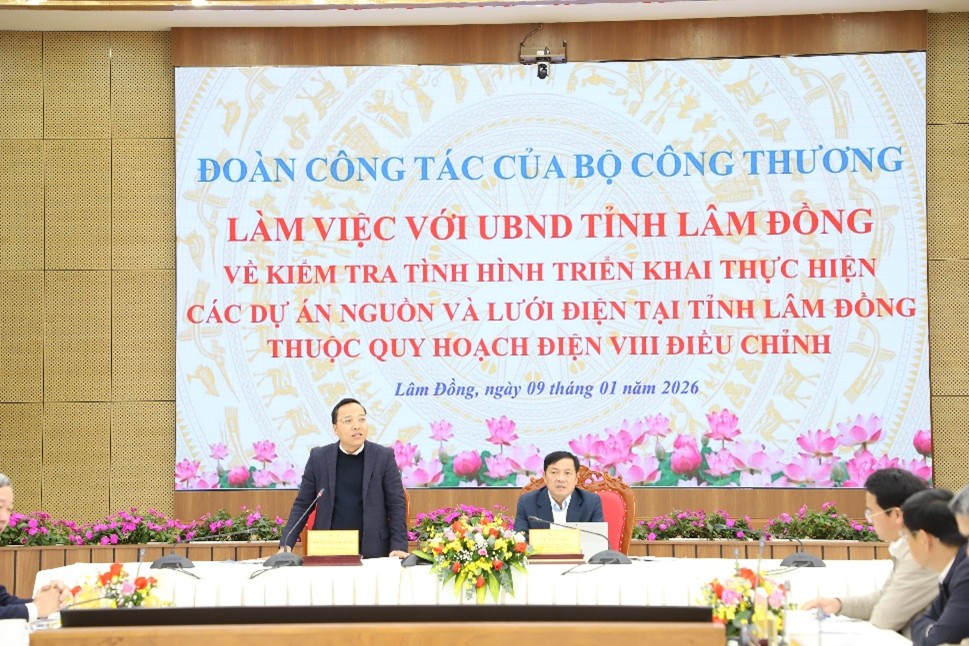 ĐOÀN CÔNG TÁC CỦA BỘ CÔNG THƯƠNG
LÀM VIỆC VỚI UBND TỈNH LÂM ĐỒNG
VỀ KIỂM TRA TÌNH HÌNH TRIỂN KHAI THỰC HIỆN
CÁC DỰ ÁN NGUỒN VÀ LƯỚI ĐIỆN TẠI TỈNH LÂM ĐỒNG
THUỘC QUY HOẠCH ĐIỆN VIII ĐIỀU CHỈNH
Lâm Đồng, ngày 09 tháng 01 năm 2026